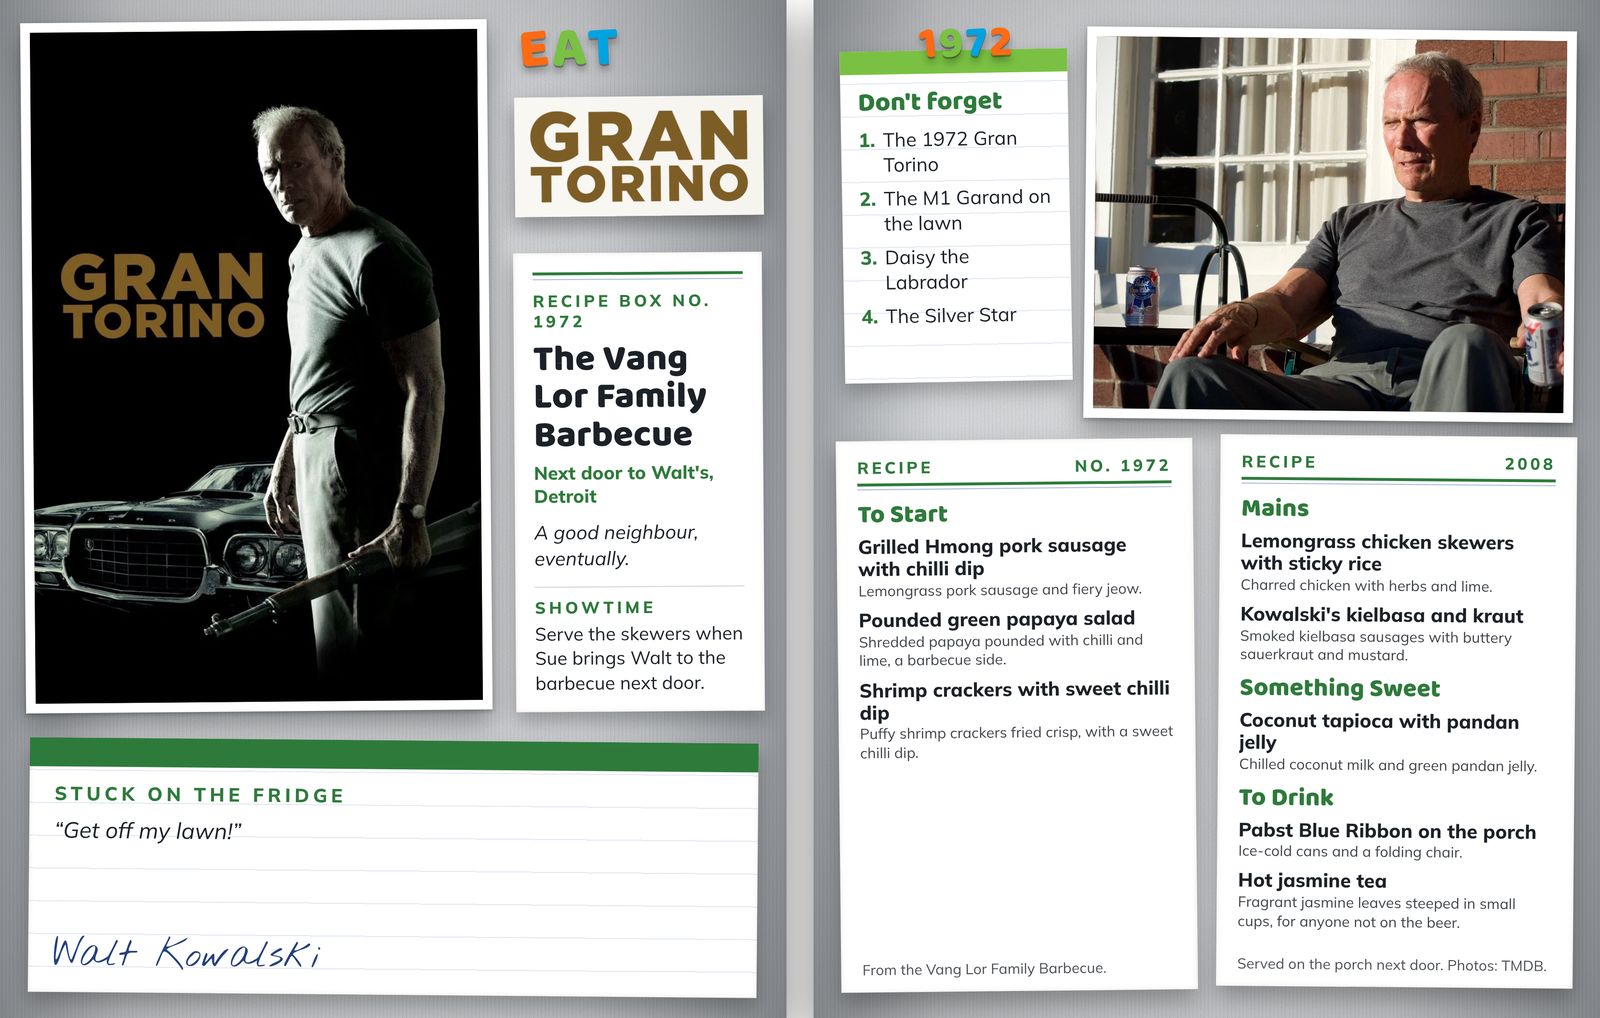 EAT
GRAN
TORINO
GRAN
TORINO
RECIPE BOX NO.
1972
The Vang
Lor Family
Barbecue
Next door to Walt's,
Detroit
A good neighbour,
eventually.
SHOWTIME
Serve the skewers when
Sue brings Walt to the
barbecue next door.
STUCK ON THE FRIDGE
“Get off my lawn!”
Walt Kowalski
1972
Don't forget
1. The 1972 Gran
Torino
2. The M1 Garand on
the lawn
3. Daisy the
Labrador
4. The Silver Star
RECIPE NO. 1972
To Start
Grilled Hmong pork sausage
with chilli dip
Lemongrass pork sausage and fiery jeow.
Pounded green papaya salad
Shredded papaya pounded with chilli and
lime, a barbecue side.
Shrimp crackers with sweet chilli
dip
Puffy shrimp crackers fried crisp, with a sweet
chilli dip.
From the Vang Lor Family Barbecue.
RECIPE 2008
Mains
Lemongrass chicken skewers
with sticky rice
Charred chicken with herbs and lime.
Kowalski's kielbasa and kraut
Smoked kielbasa sausages with buttery
sauerkraut and mustard.
Something Sweet
Coconut tapioca with pandan
jelly
Chilled coconut milk and green pandan jelly.
To Drink
Pabst Blue Ribbon on the porch
Ice-cold cans and a folding chair.
Hot jasmine tea
Fragrant jasmine leaves steeped in small
cups, for anyone not on the beer.
Served on the porch next door. Photos: TMDB.